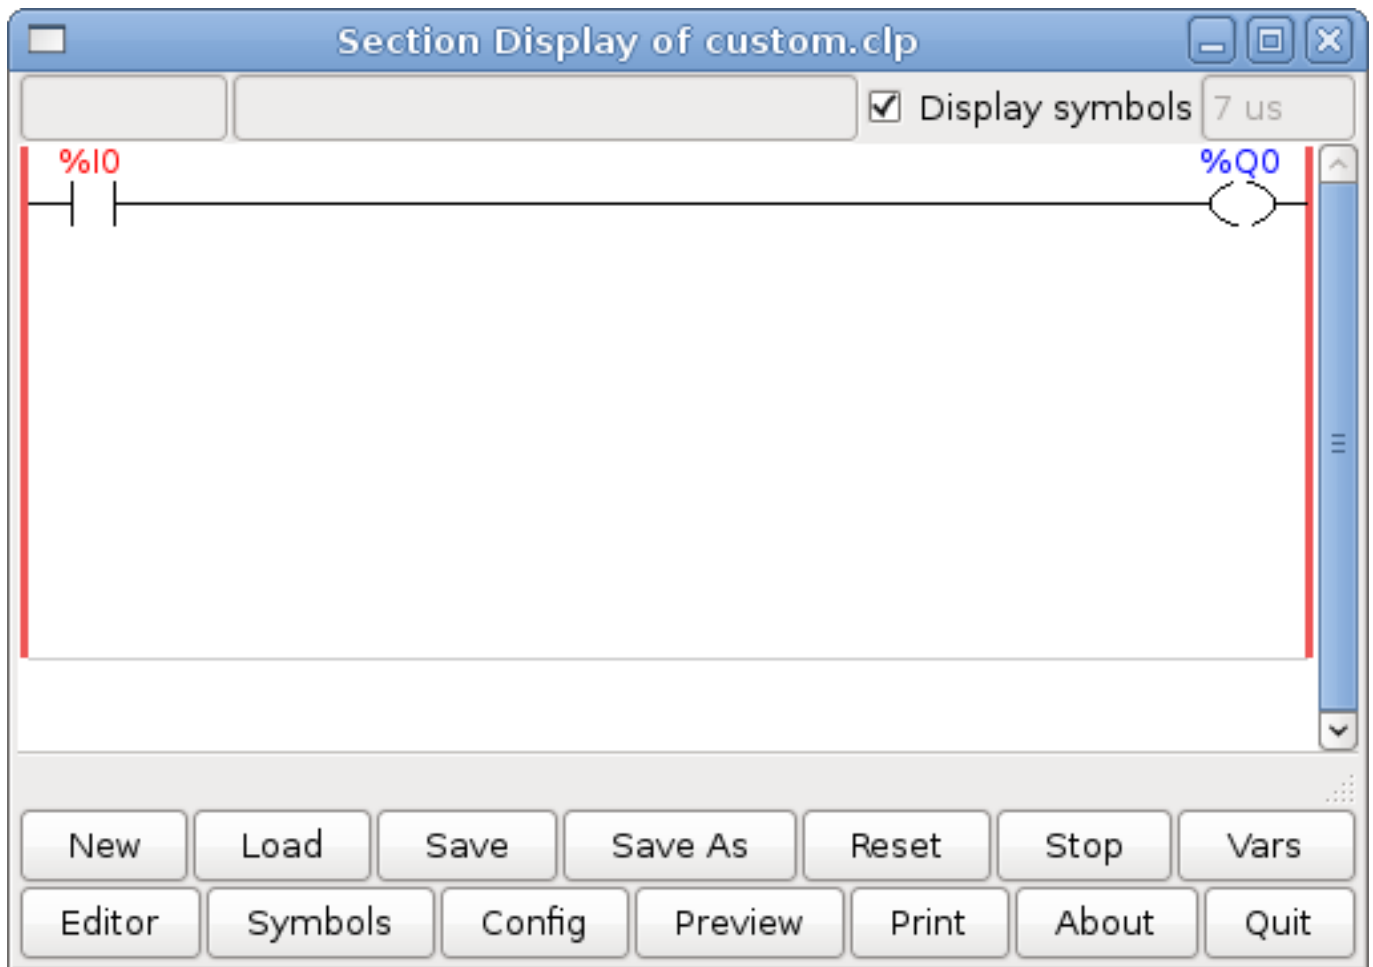 Section Display of custom.clp
Display symbols 7 us
%I0 %Q0
New Load Save Save As Reset Stop Vars
Editor Symbols Config Preview Print About Quit